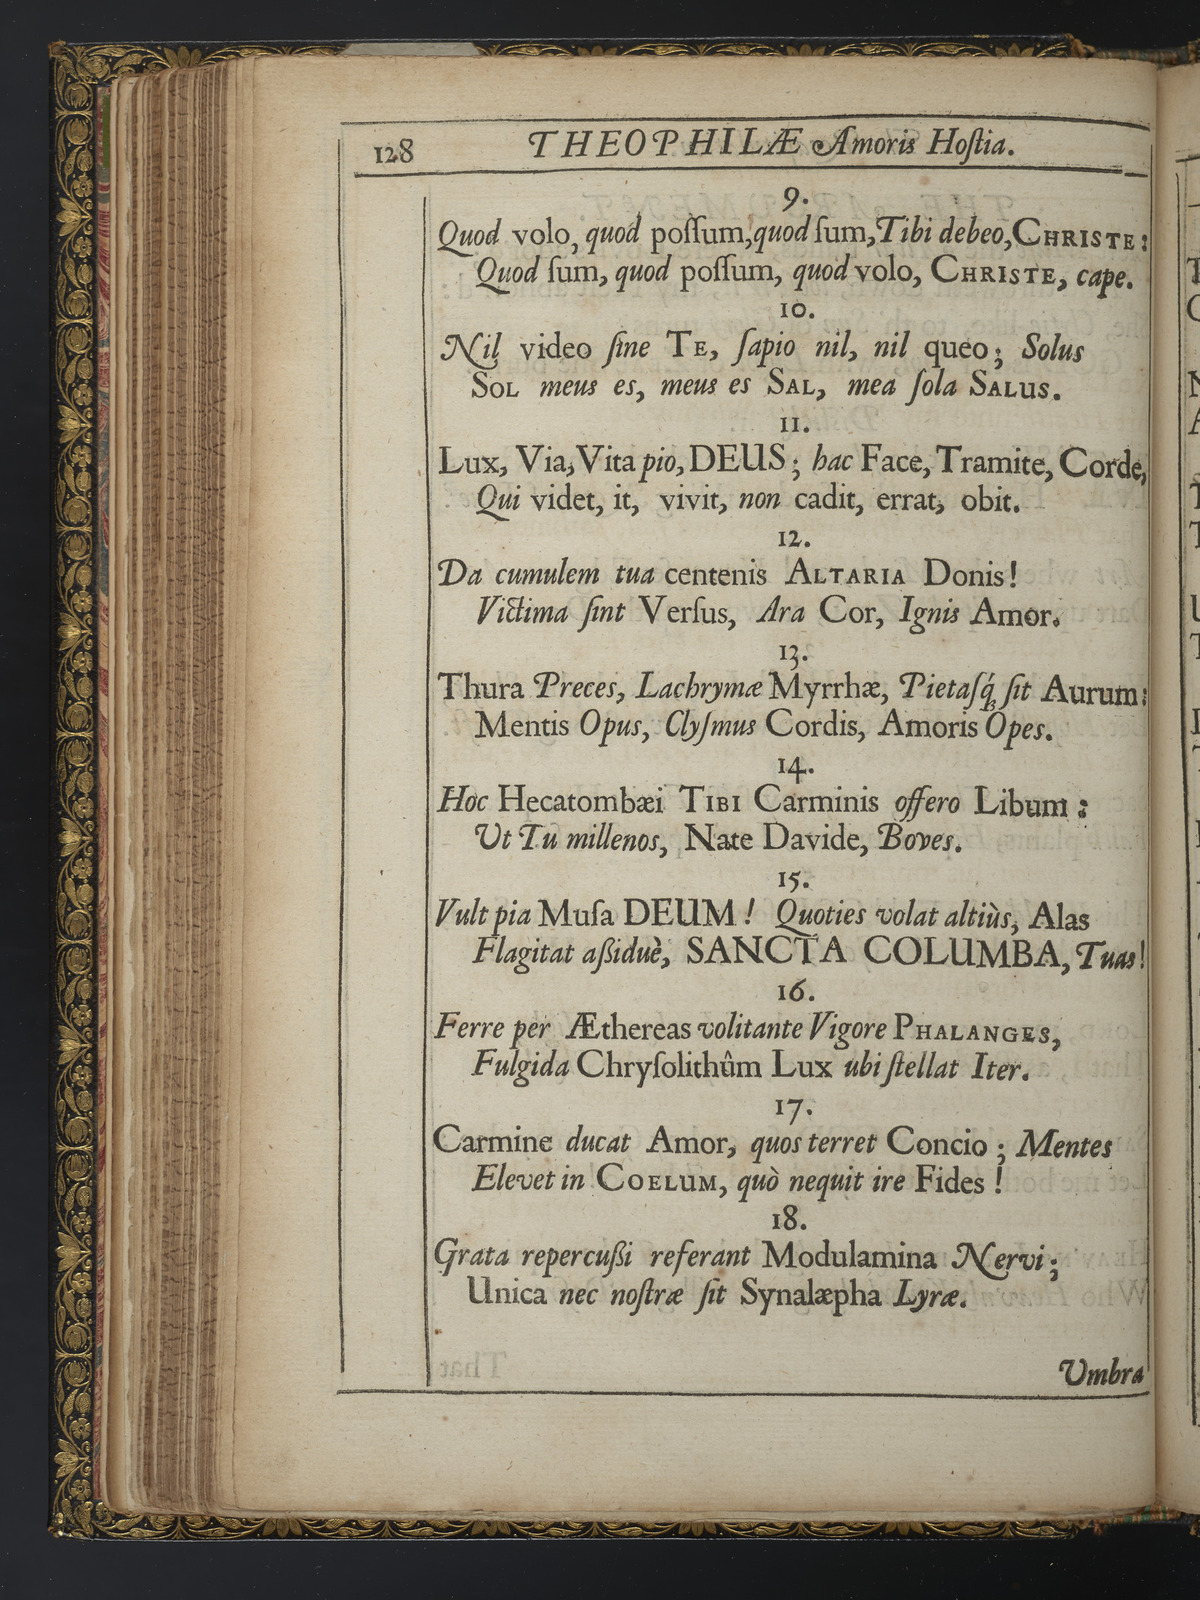 128 THEOPHILÆ Amoris Hoſtia.
9.
Quod volo, quod poſſum, quod ſum, Tibi debeo, CHRISTE:
Quod ſum, quod poſſum, quod volo, CHRISTE, cape.
10.
Nil video ſine TE, ſapio nil, nil queo; Solus
SOL meus es, meus es SAL, mea ſola SALUS.
11.
Lux, Via, Vita pio, DEUS; hac Face, Tramite, Corde,
Qui videt, it, vivit, non cadit, errat, obit.
12.
Da cumulem tua centenis ALTARIA Donis!
Victima ſint Verſus, Ara Cor, Ignis Amor.
13.
Thura Preces, Lachrymæ Myrrhæ, Pietaſq́; ſit Aurum:
Mentis Opus, Clyſmus Cordis, Amoris Opes.
14.
Hoc Hecatombæi TIBI Carminis offero Libum:
Ut Tu millenos, Nate Davide, Boves.
15.
Vult pia Muſa DEUM! Quoties volat altiùs, Alas
Flagitat aßiduè, SANCTA COLUMBA, Tuas!
16.
Ferre per Æthereas volitante Vigore PHALANGES,
Fulgida Chryſolithûm Lux ubi ſtellat Iter.
17.
Carmine ducat Amor, quos terret Concio; Mentes
Elevet in COELUM, quò nequit ire Fides!
18.
Grata repercußi referant Modulamina Nervi;
Unica nec noſtræ ſit Synalæpha Lyræ.
Umbra